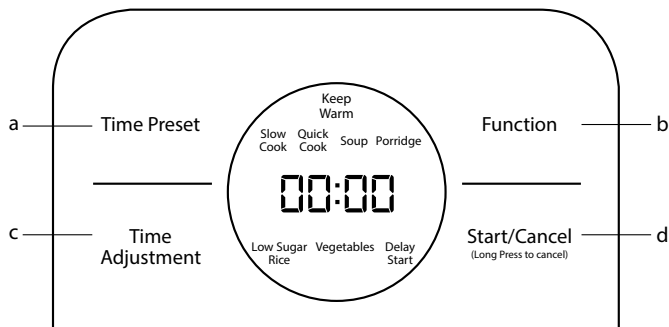 Keep
Warm
a
Time Preset
Slow
Cook
Quick
Cook
Soup
Porridge
Function
b
00:00
c
Time
Adjustment
Low Sugar
Rice
Vegetables
Delay
Start
Start/Cancel
(Long Press to cancel)
d